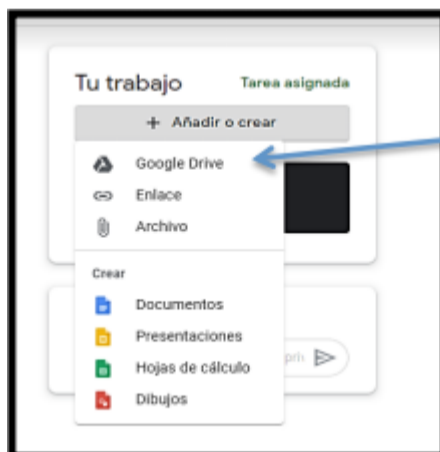 Tu trabajo Tarea asignada
+ Añadir o crear
Google Drive
Enlace
Archivo
Crear
Documentos
Presentaciones
Hojas de cálculo
Dibujos